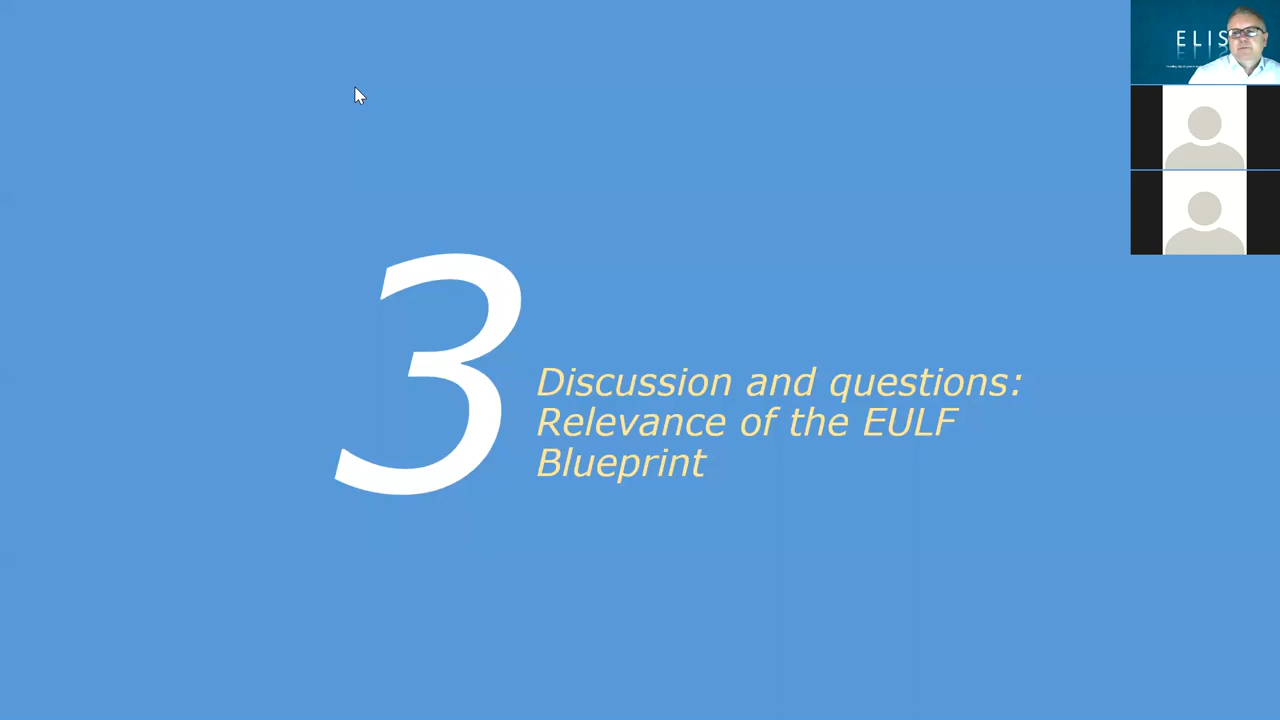 3
Discussion and questions:
Relevance of the EULF
Blueprint
ELIS